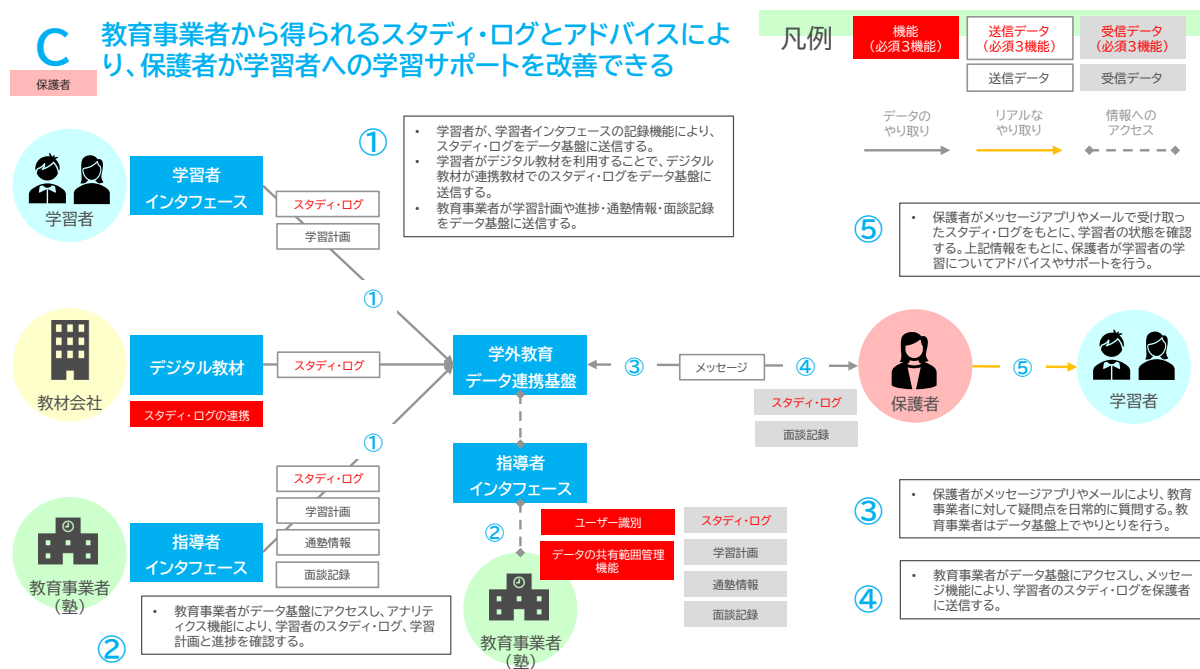 C
保護者
教育事業者から得られるスタディ・ログとアドバイスによ
り、保護者が学習者への学習サポートを改善できる
凡例
機能
(必須3機能)
送信データ
(必須3機能)
受信データ
(必須3機能)
送信データ
受信データ
データの
やり取り
リアルな
やり取り
情報への
アクセス
学習者
学習者
インタフェース
スタディ・ログ
学習計画
①
• 学習者が、学習者インタフェースの記録機能により、
スタディ・ログをデータ基盤に送信する。
• 学習者がデジタル教材を利用することで、デジタル
教材が連携教材でのスタディ・ログをデータ基盤に
送信する。
• 教育事業者が学習計画や進捗・通塾情報・面談記録
をデータ基盤に送信する。
⑤
• 保護者がメッセージアプリやメールで受け取っ
たスタディ・ログをもとに、学習者の状態を確認
する。上記情報をもとに、保護者が学習者の学
習についてアドバイスやサポートを行う。
①
教材会社
デジタル教材
スタディ・ログの連携
スタディ・ログ
①
学外教育
データ連携基盤
③
メッセージ
④
スタディ・ログ
面談記録
保護者
⑤
学習者
①
教育事業者
(塾)
指導者
インタフェース
スタディ・ログ
学習計画
通塾情報
面談記録
指導者
インタフェース
②
ユーザー識別
データの共有範囲管理
機能
スタディ・ログ
学習計画
通塾情報
面談記録
教育事業者
(塾)
②
• 教育事業者がデータ基盤にアクセスし、アナリティ
クス機能により、学習者のスタディ・ログ、学習
計画と進捗を確認する。
③
• 保護者がメッセージアプリやメールにより、教育
事業者に対して疑問点を日常的に質問する。教
育事業者はデータ基盤上でやりとりを行う。
④
• 教育事業者がデータ基盤にアクセスし、メッセー
ジ機能により、学習者のスタディ・ログを保護者
に送信する。